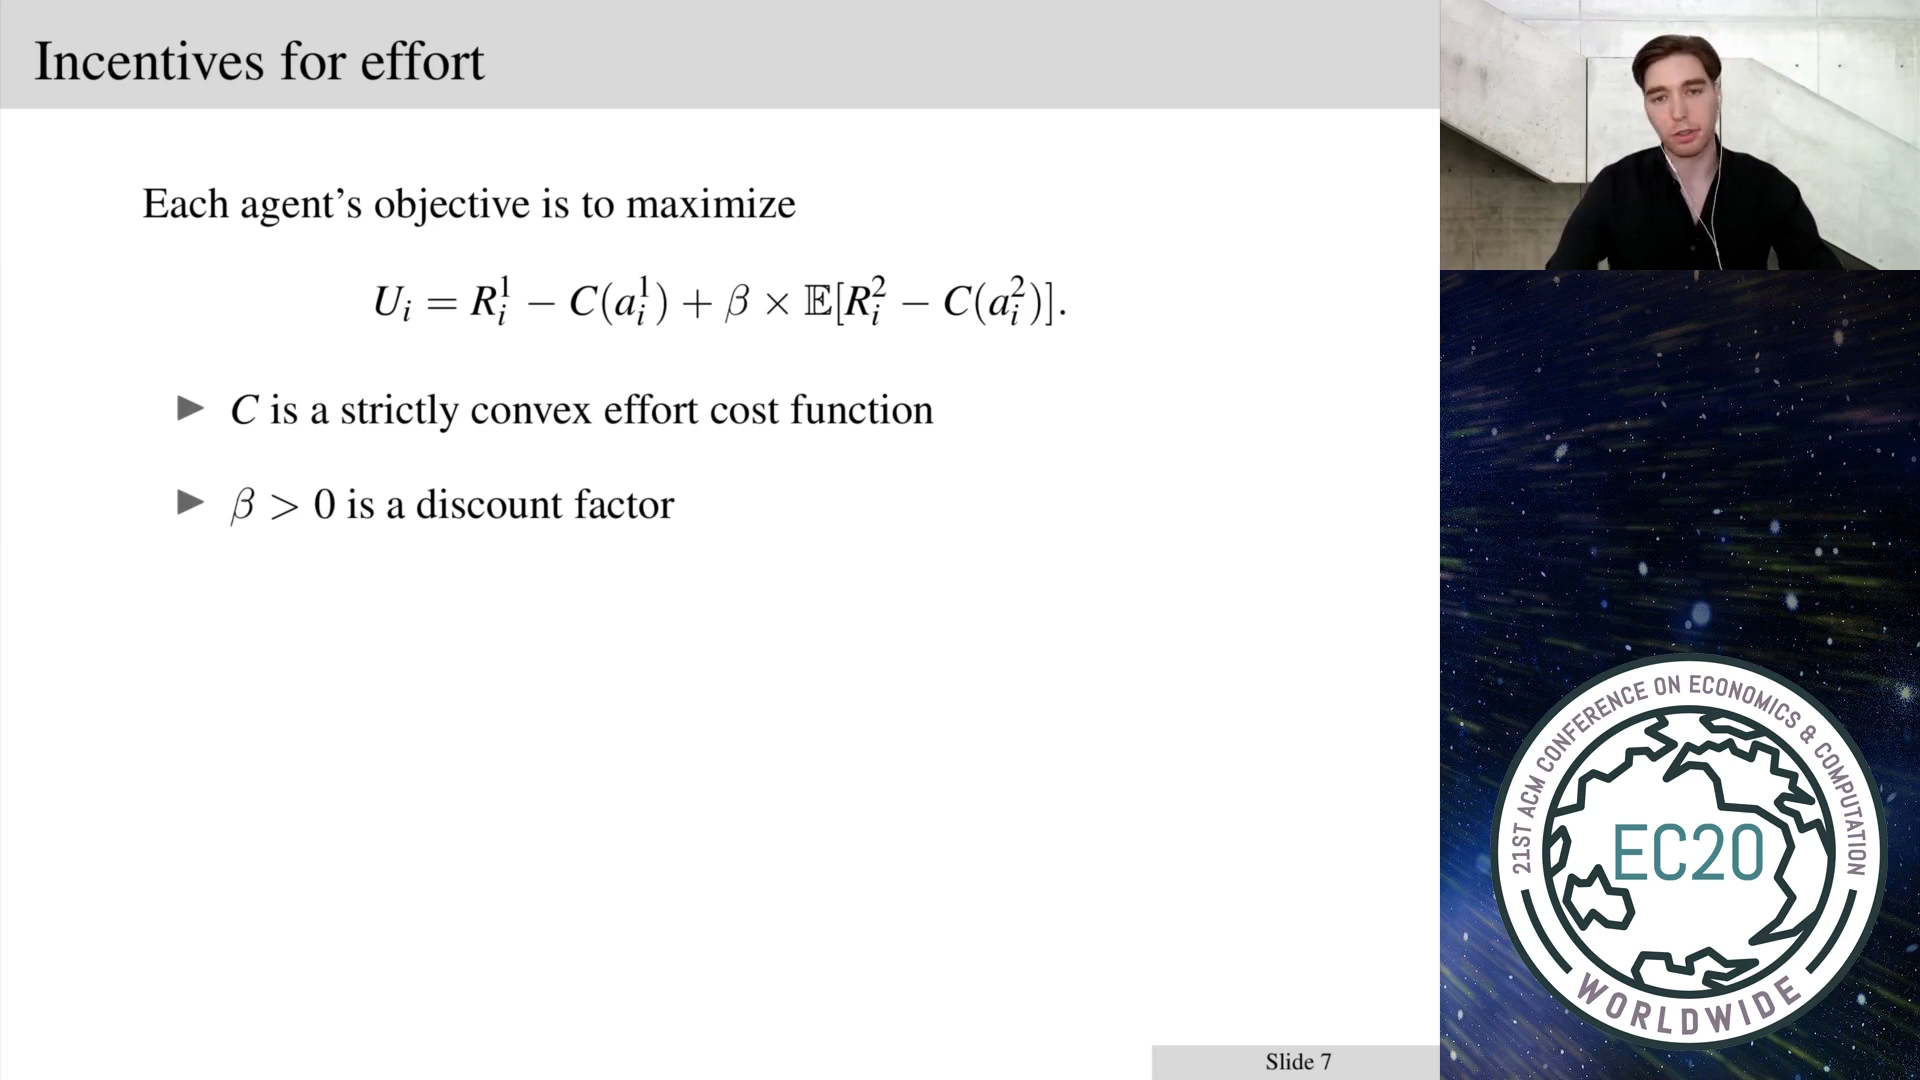 Incentives for effort
Each agent’s objective is to maximize
U_i = R_i^1 − C(a_i^1) + β × 𝔼[R_i^2 − C(a_i^2)].
▶ C is a strictly convex effort cost function
▶ β > 0 is a discount factor
Slide 7
21ST ACM CONFERENCE ON ECONOMICS & COMPUTATION
EC20
WORLDWIDE